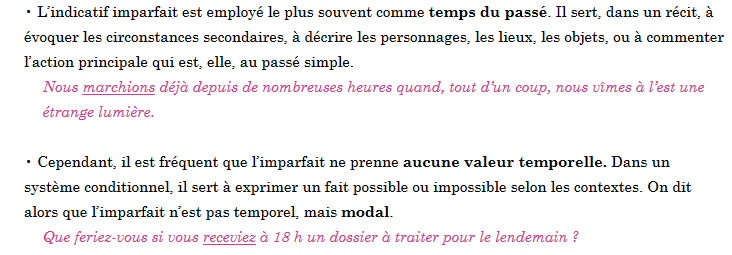 • L'indicatif imparfait est employé le plus souvent comme temps du passé. Il sert, dans un récit, à
évoquer les circonstances secondaires, à décrire les personnages, les lieux, les objets, ou à commenter
l'action principale qui est, elle, au passé simple.
Nous marchions déjà depuis de nombreuses heures quand, tout d'un coup, nous vîmes à l'est une
étrange lumière.
• Cependant, il est fréquent que l'imparfait ne prenne aucune valeur temporelle. Dans un
système conditionnel, il sert à exprimer un fait possible ou impossible selon les contextes. On dit
alors que l'imparfait n'est pas temporel, mais modal.
Que feriez-vous si vous receviez à 18 h un dossier à traiter pour le lendemain ?